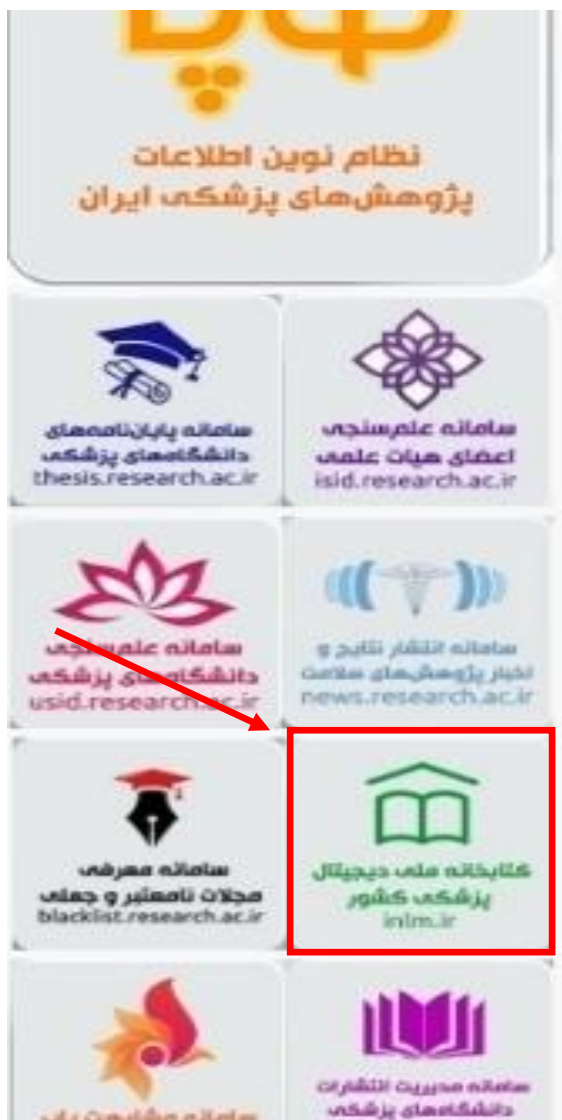 نظام نوین اطلاعات
پژوهش‌های پزشکی ایران
سامانه علم‌سنجی
اعضای هیات علمی
isid.research.ac.ir
سامانه پایان‌نامه‌های
دانشگاه‌های پزشکی
thesis.research.ac.ir
سامانه انتشار نتایج و
اخبار پژوهش‌های سلامت
news.research.ac.ir
سامانه علم‌سنجی
دانشگاه‌های پزشکی
usid.research.ac.ir
کتابخانه ملی دیجیتال
پزشکی کشور
inlm.ir
سامانه معرفی
مجلات نامعتبر و جعلی
blacklist.research.ac.ir
سامانه مدیریت انتشارات
دانشگاه‌های پزشکی
سامانه مشابهت یاب